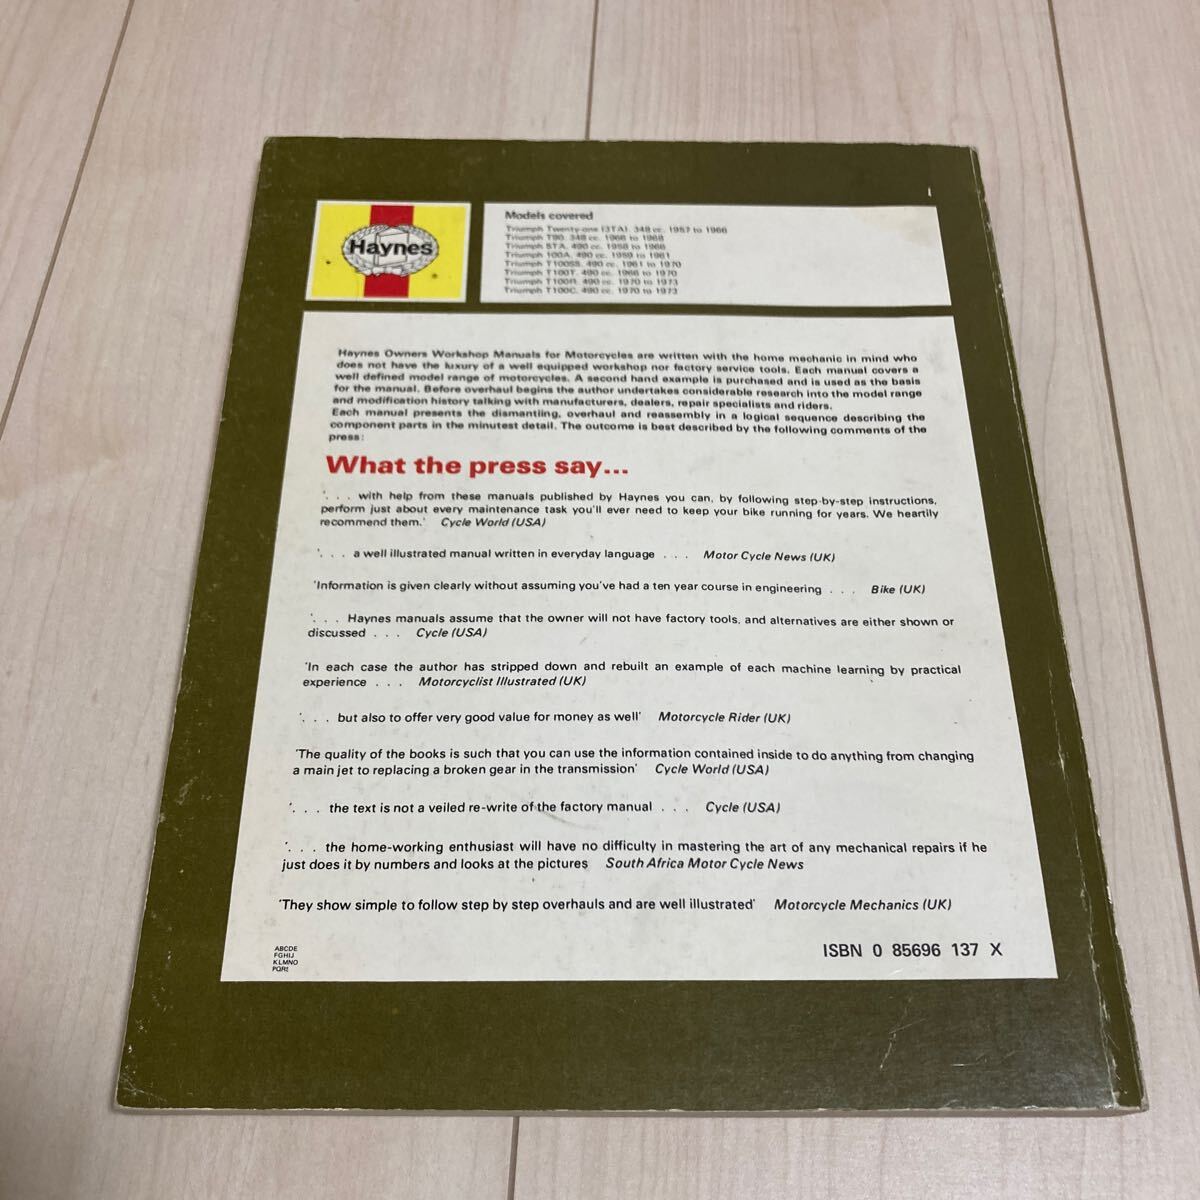 Haynes
Models covered
Triumph Twenty-one (3TA). 348 cc. 1957 to 1966
Triumph T90. 348 cc. 1966 to 1968
Triumph 5TA. 490 cc. 1958 to 1966
Triumph 100A. 490 cc. 1959 to 1961
Triumph T100SS. 490 cc. 1961 to 1970
Triumph T100T. 490 cc. 1966 to 1970
Triumph T100R. 490 cc. 1970 to 1973
Triumph T100C. 490 cc. 1970 to 1973
Haynes Owners Workshop Manuals for Motorcycles are written with the home mechanic in mind who
does not have the luxury of a well equipped workshop nor factory service tools. Each manual covers a
well defined model range of motorcycles. A second hand example is purchased and is used as the basis
for the manual. Before overhaul begins the author undertakes considerable research into the model range
and modification history talking with manufacturers, dealers, repair specialists and riders.
Each manual presents the dismantling, overhaul and reassembly in a logical sequence describing the
component parts in the minutest detail. The outcome is best described by the following comments of the
press:
What the press say...
'. . . with help from these manuals published by Haynes you can, by following step-by-step instructions,
perform just about every maintenance task you'll ever need to keep your bike running for years. We heartily
recommend them.' Cycle World (USA)
'. . . a well illustrated manual written in everyday language . . . Motor Cycle News (UK)
'Information is given clearly without assuming you've had a ten year course in engineering . . . Bike (UK)
'. . . Haynes manuals assume that the owner will not have factory tools, and alternatives are either shown or
discussed . . . Cycle (USA)
'In each case the author has stripped down and rebuilt an example of each machine learning by practical
experience . . . Motorcyclist Illustrated (UK)
'. . . but also to offer very good value for money as well' Motorcycle Rider (UK)
'The quality of the books is such that you can use the information contained inside to do anything from changing
a main jet to replacing a broken gear in the transmission' Cycle World (USA)
'. . . the text is not a veiled re-write of the factory manual . . . Cycle (USA)
'. . . the home-working enthusiast will have no difficulty in mastering the art of any mechanical repairs if he
just does it by numbers and looks at the pictures South Africa Motor Cycle News
'They show simple to follow step by step overhauls and are well illustrated' Motorcycle Mechanics (UK)
ABCDE
FGHIJ
KLMNO
PQRS
ISBN 0 85696 137 X